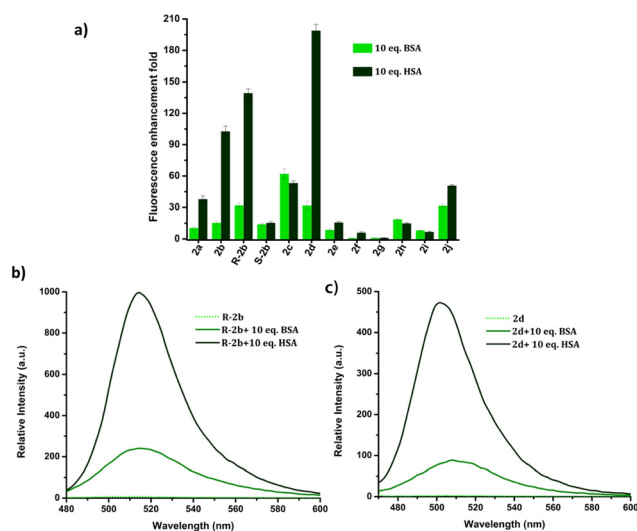 a)
Fluorescence enhancement fold
210
180
150
120
90
60
30
0
10 eq. BSA
10 eq. HSA
2a
2b
R-2b
S-2b
2c
2d
2e
2f
2g
2h
2i
2j
b)
Relative Intensity (a.u.)
1000
800
600
400
200
0
R-2b
R-2b+ 10 eq. BSA
R-2b+10 eq. HSA
480 500 520 540 560 580 600
Wavelength (nm)
c)
Relative Intensity (a.u.)
500
400
300
200
100
0
2d
2d+10 eq. BSA
2d+ 10 eq. HSA
480 500 520 540 560 580 600
Wavelength (nm)